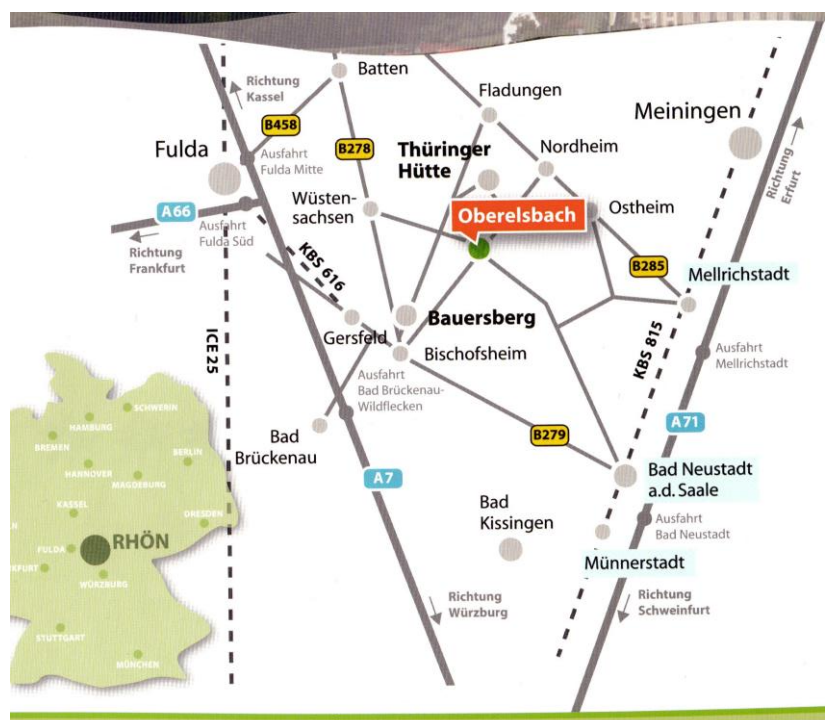 Batten
Richtung
Kassel
Fladungen
B458
Meiningen
B278
Thüringer
Hütte
Nordheim
Fulda
Ausfahrt
Fulda Mitte
Richtung
Erfurt
Wüsten-
sachsen
Oberelsbach
Ostheim
A66
Ausfahrt
Fulda Süd
Richtung
Frankfurt
KBS 616
B285
Mellrichstadt
Bauersberg
Gersfeld
Bischofsheim
ICE 25
KBS 815
Ausfahrt
Mellrichstadt
Ausfahrt
Bad Brückenau-
Wildflecken
Bad
Brückenau
B279
A71
A7
Bad Neustadt
a.d. Saale
Bad
Kissingen
Ausfahrt
Bad Neustadt
Münnerstadt
Richtung
Würzburg
Richtung
Schweinfurt
SCHWERIN
HAMBURG
BREMEN
BERLIN
HANNOVER
MAGDEBURG
KASSEL
DRESDEN
RHÖN
FULDA
WÜRZBURG
STUTTGART
MÜNCHEN